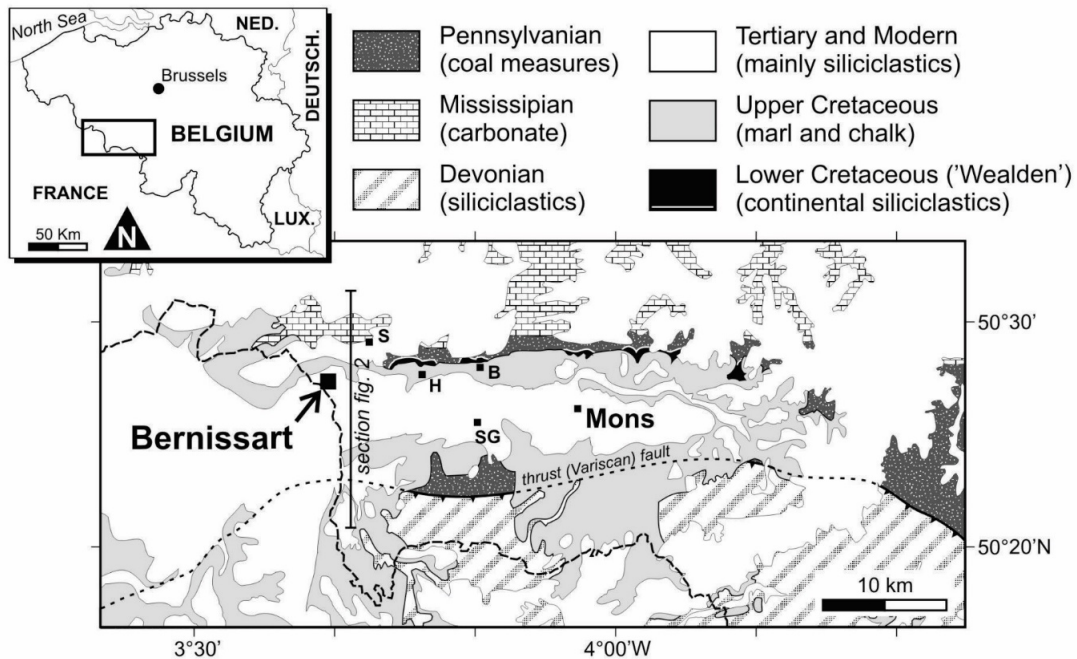 North Sea
NED.
DEUTSCH.
Brussels
BELGIUM
FRANCE
LUX.
50 Km
N
Pennsylvanian
(coal measures)
Mississipian
(carbonate)
Devonian
(siliciclastics)
Tertiary and Modern
(mainly siliciclastics)
Upper Cretaceous
(marl and chalk)
Lower Cretaceous ('Wealden')
(continental siliciclastics)
50°30'
S
B
H
section fig. 2
Mons
Bernissart
SG
thrust (Variscan) fault
50°20'N
10 km
3°30'
4°00'W